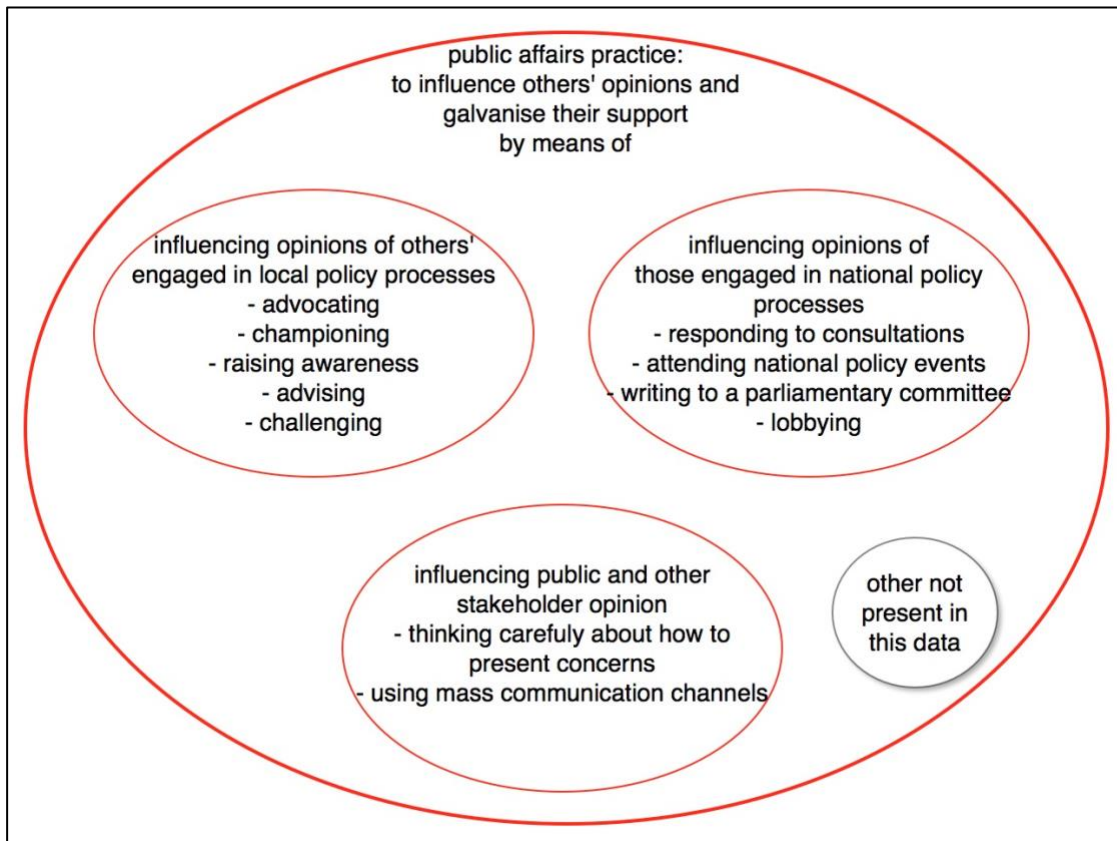 public affairs practice:
to influence others' opinions and
galvanise their support
by means of
influencing opinions of others'
engaged in local policy processes
- advocating
- championing
- raising awareness
- advising
- challenging
influencing opinions of
those engaged in national policy
processes
- responding to consultations
- attending national policy events
- writing to a parliamentary committee
- lobbying
influencing public and other
stakeholder opinion
- thinking carefuly about how to
present concerns
- using mass communication channels
other not
present in
this data